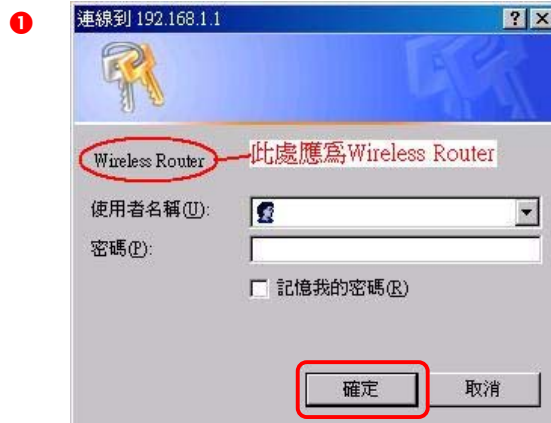 ❶
連線到 192.168.1.1
Wireless Router
此處應為Wireless Router
使用者名稱(U):
密碼(P):
記憶我的密碼(R)
確定 取消